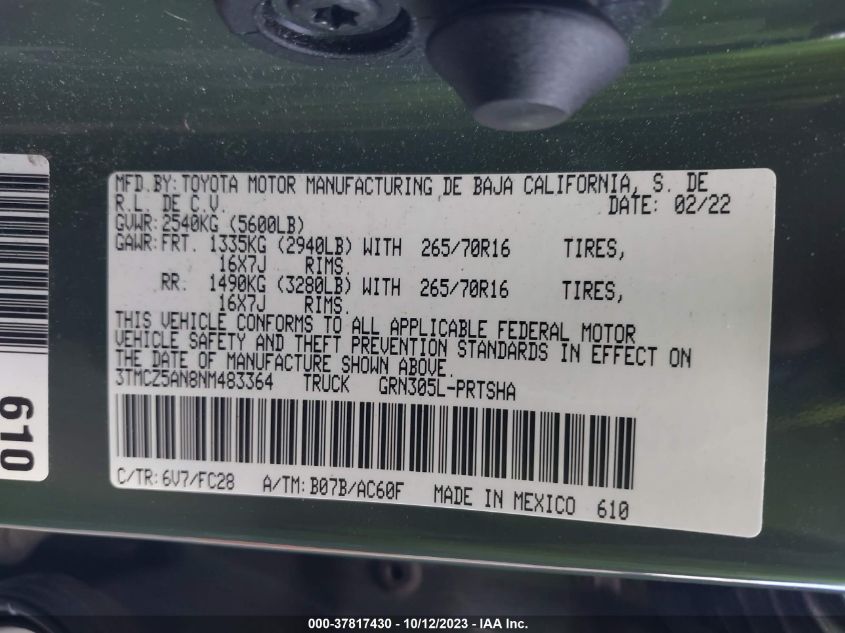 MFD.BY: TOYOTA MOTOR MANUFACTURING DE BAJA CALIFORNIA, S. DE
R.L. DE C.V. DATE: 02/22
GVWR: 2540KG (5600LB)
GAWR: FRT. 1335KG (2940LB) WITH 265/70R16 TIRES,
16X7J RIMS.
RR. 1490KG (3280LB) WITH 265/70R16 TIRES,
16X7J RIMS.
THIS VEHICLE CONFORMS TO ALL APPLICABLE FEDERAL MOTOR
VEHICLE SAFETY AND THEFT PREVENTION STANDARDS IN EFFECT ON
THE DATE OF MANUFACTURE SHOWN ABOVE.
3TMCZ5AN8NM483364 TRUCK GRN305L-PRTSHA
C/TR: 6V7/FC28 A/TM: B07B/AC60F MADE IN MEXICO 610
610
000-37817430 - 10/12/2023 - IAA Inc.